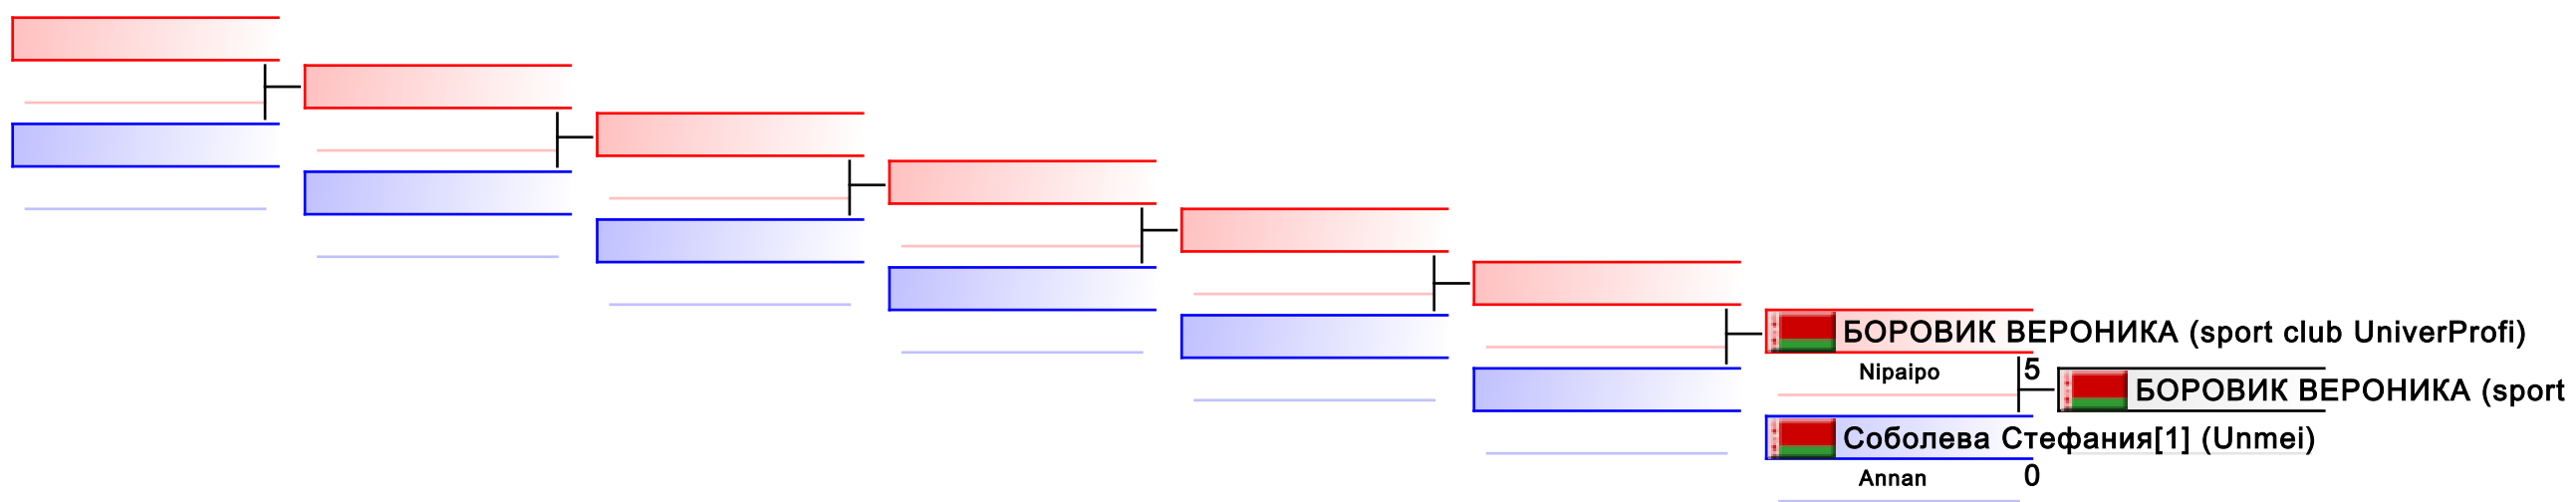 БОРОВИК ВЕРОНИКА (sport club UniverProfi)
Nipaipo 5
БОРОВИК ВЕРОНИКА (sport
Соболева Стефания[1] (Unmei)
Annan 0